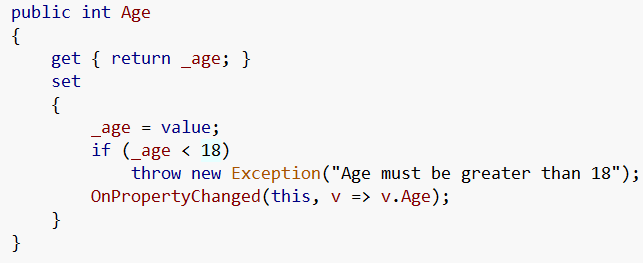 public int Age
{
    get { return _age; }
    set
    {
        _age = value;
        if (_age < 18)
            throw new Exception("Age must be greater than 18");
        OnPropertyChanged(this, v => v.Age);
    }
}